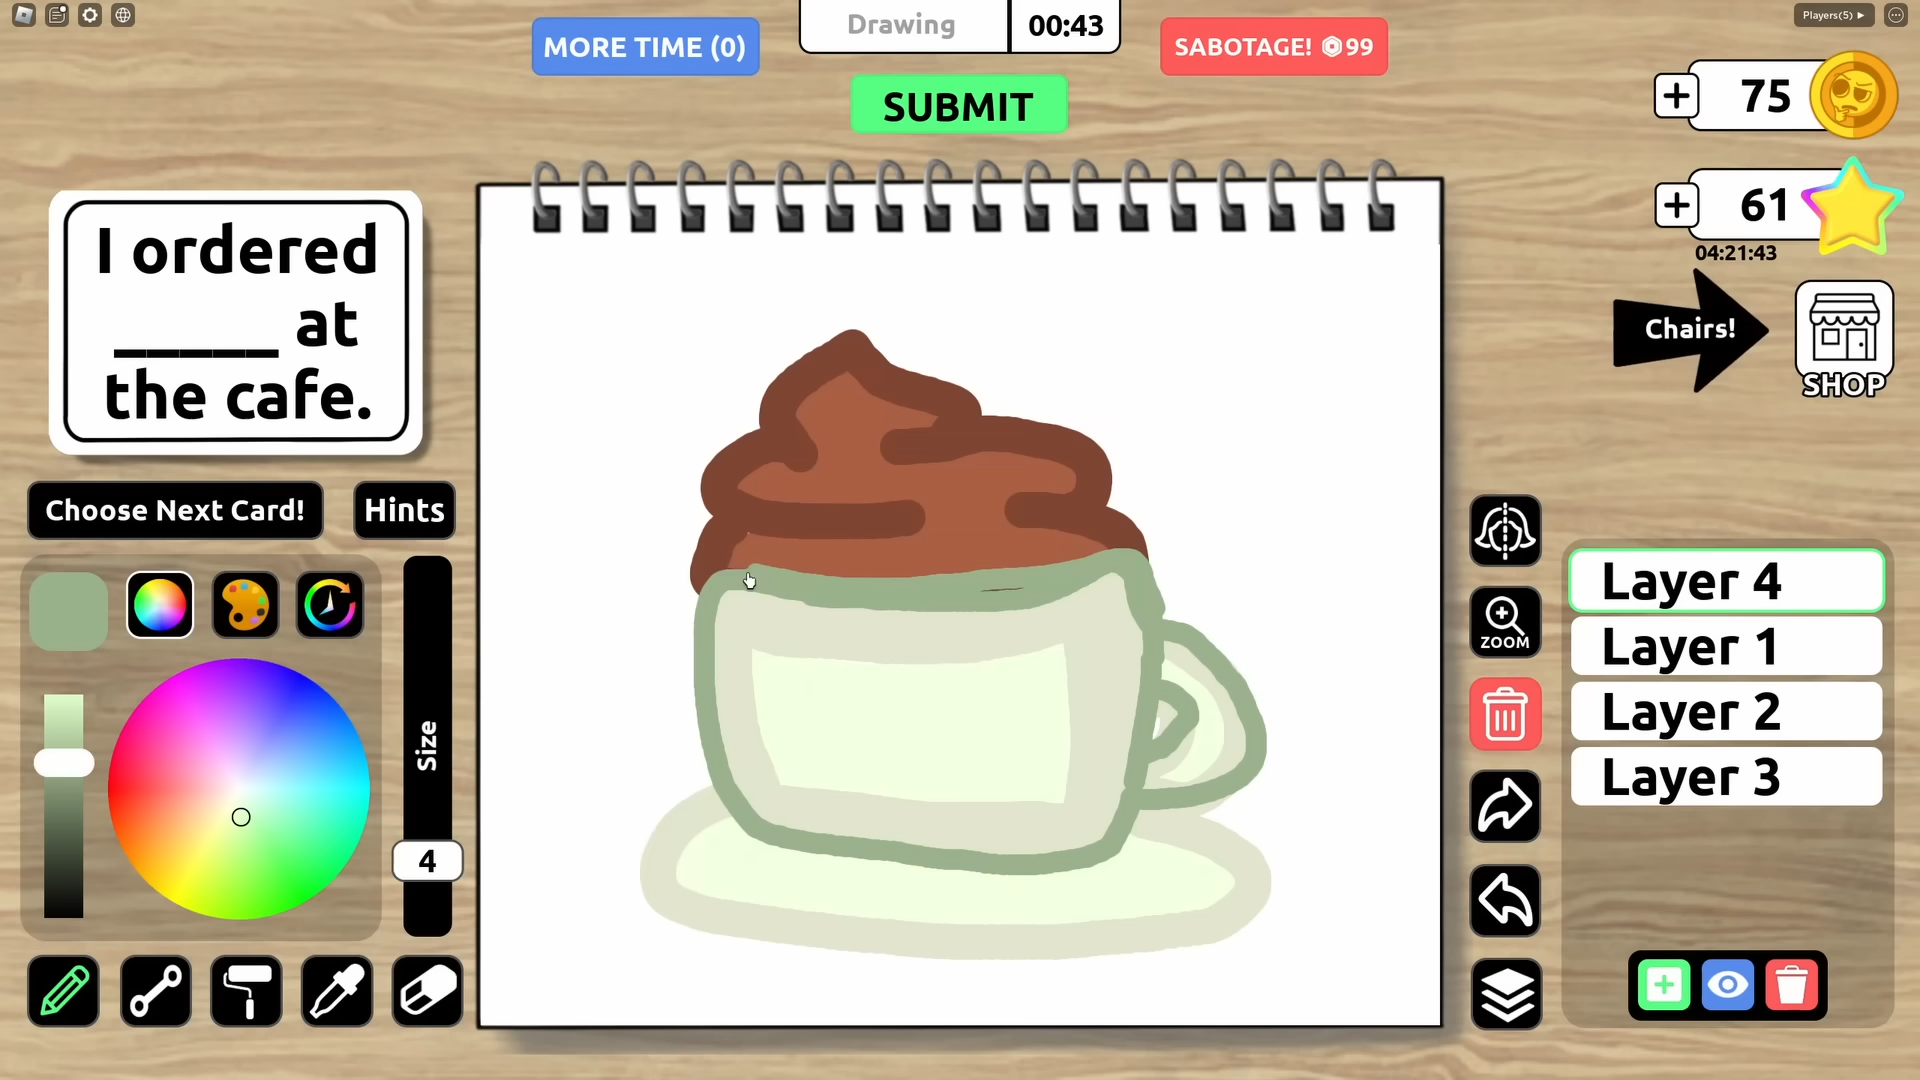 Players(5) ►
Drawing
00:43
MORE TIME (0)
SABOTAGE! 99
SUBMIT
75
61
04:21:43
Chairs!
SHOP
I ordered
_____ at
the cafe.
Choose Next Card!
Hints
Size
4
ZOOM
Layer 4
Layer 1
Layer 2
Layer 3